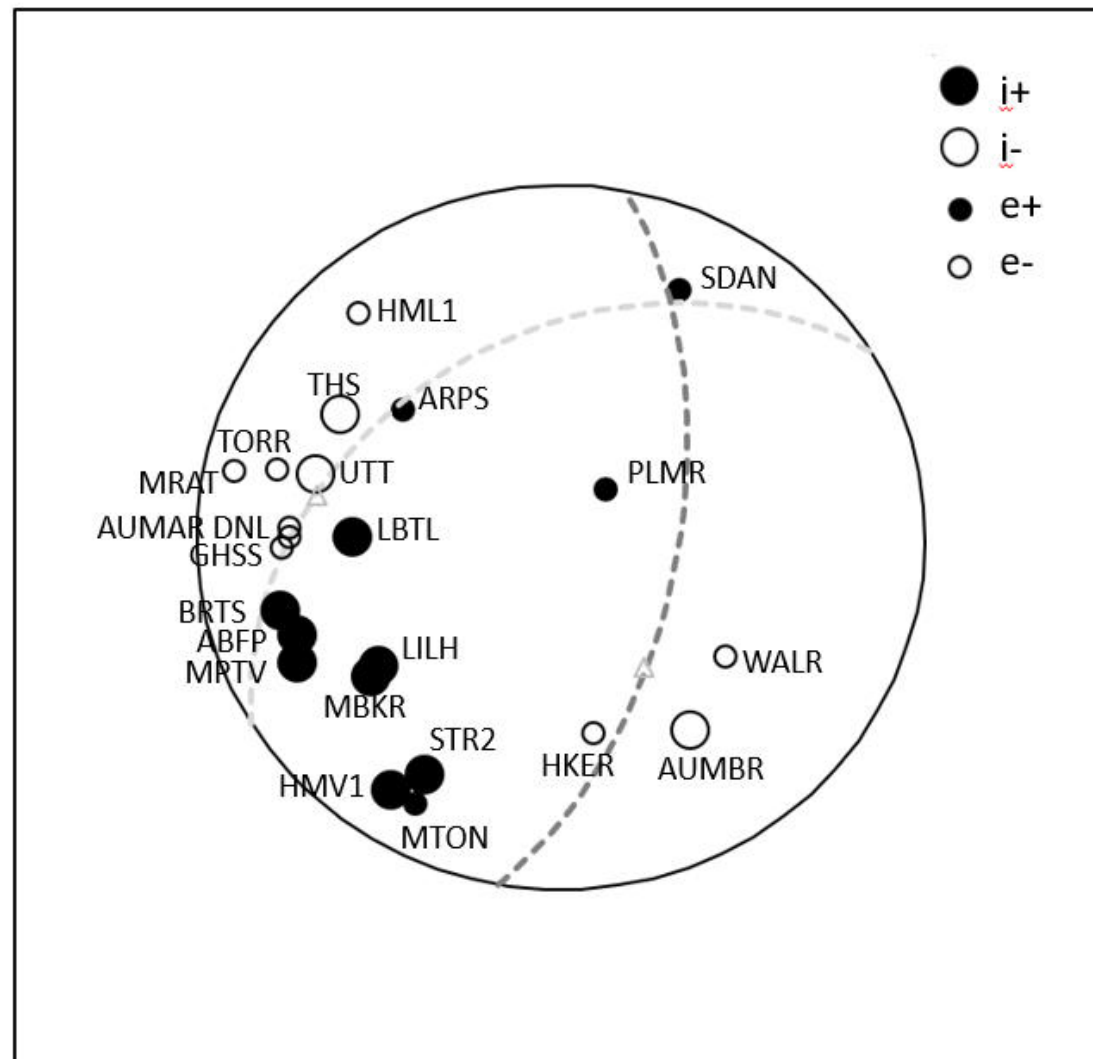 i+
i-
e+
e-
SDAN
HML1
THS
ARPS
TORR
UTT
MRAT
PLMR
AUMAR DNL
LBTL
GHSS
BRTS
ABFP
LILH
MPTV
WALR
MBKR
STR2
HKER
AUMBR
HMV1
MTON